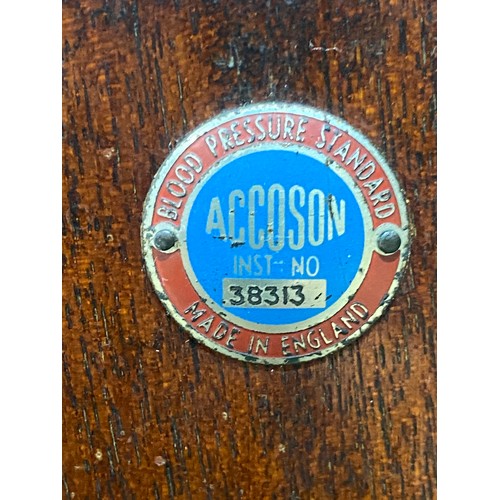 BLOOD PRESSURE STANDARD
ACCOSON
INST. NO
38313
MADE IN ENGLAND